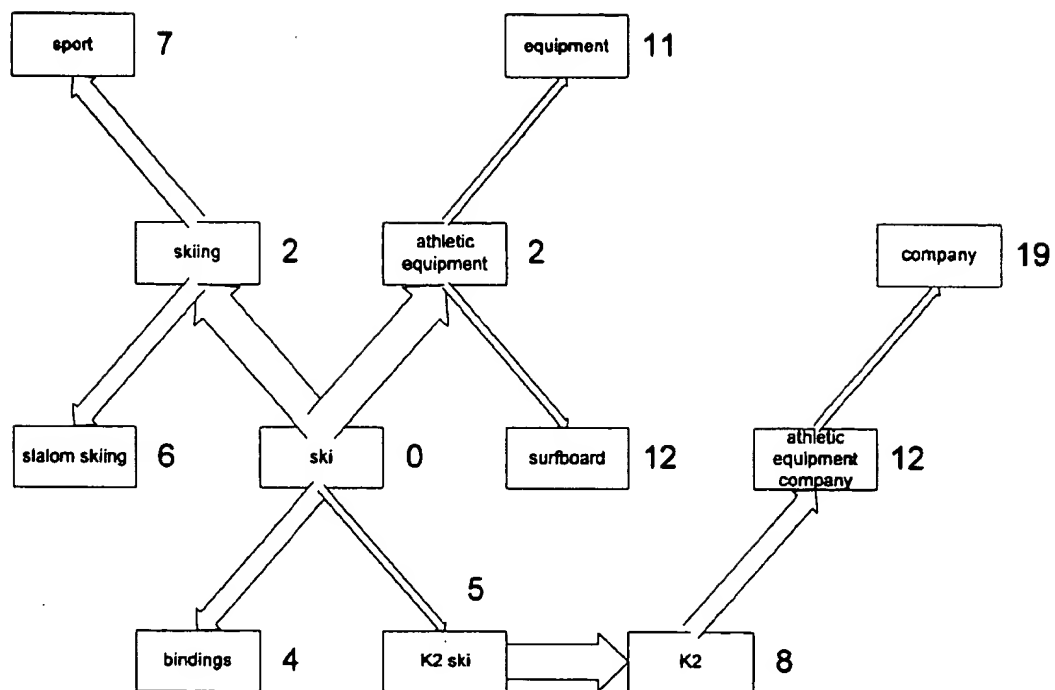 sport 7
equipment 11
skiing 2
athletic
equipment 2
company 19
slalom skiing 6
ski 0
surfboard 12
athletic
equipment
company 12
5
bindings 4
K2 ski
K2 8